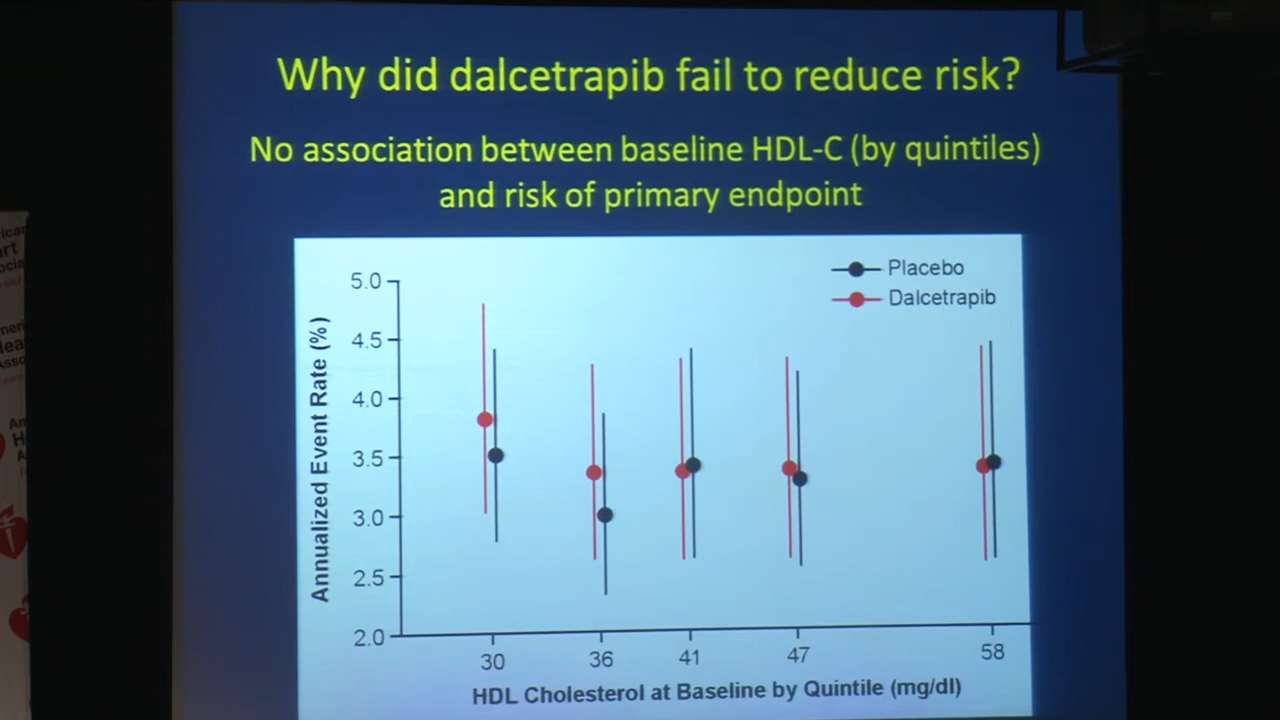 Why did dalcetrapib fail to reduce risk?
No association between baseline HDL-C (by quintiles)
and risk of primary endpoint
Placebo
Dalcetrapib
5.0
4.5
4.0
3.5
3.0
2.5
2.0
Annualized Event Rate (%)
30 36 41 47 58
HDL Cholesterol at Baseline by Quintile (mg/dl)